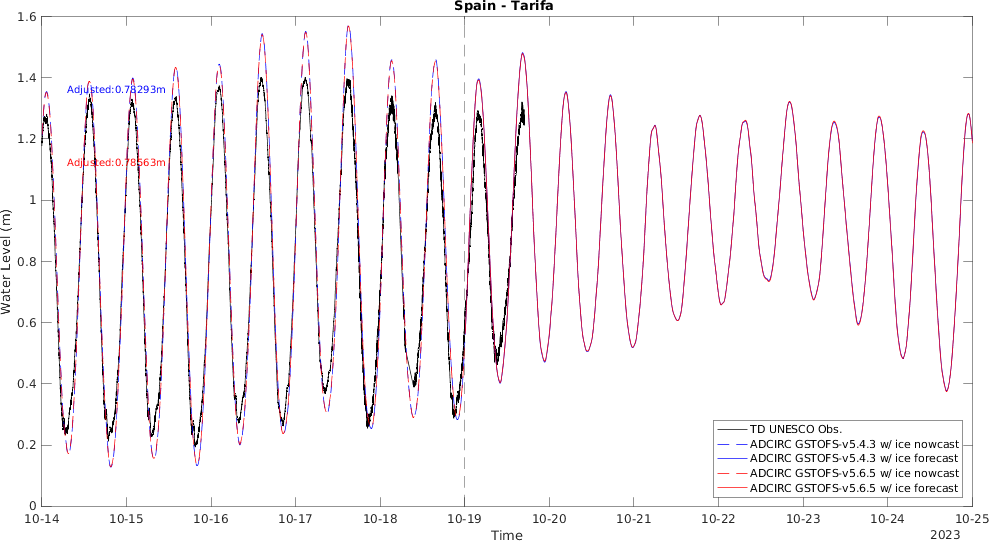 Spain - Tarifa
1.6
1.4
1.2
1
0.8
0.6
0.4
0.2
0
Water Level (m)
Adjusted:0.78293m
Adjusted:0.78563m
TD UNESCO Obs.
ADCIRC GSTOFS-v5.4.3 w/ ice nowcast
ADCIRC GSTOFS-v5.4.3 w/ ice forecast
ADCIRC GSTOFS-v5.6.5 w/ ice nowcast
ADCIRC GSTOFS-v5.6.5 w/ ice forecast
10-14 10-15 10-16 10-17 10-18 10-19 10-20 10-21 10-22 10-23 10-24 10-25
Time
2023